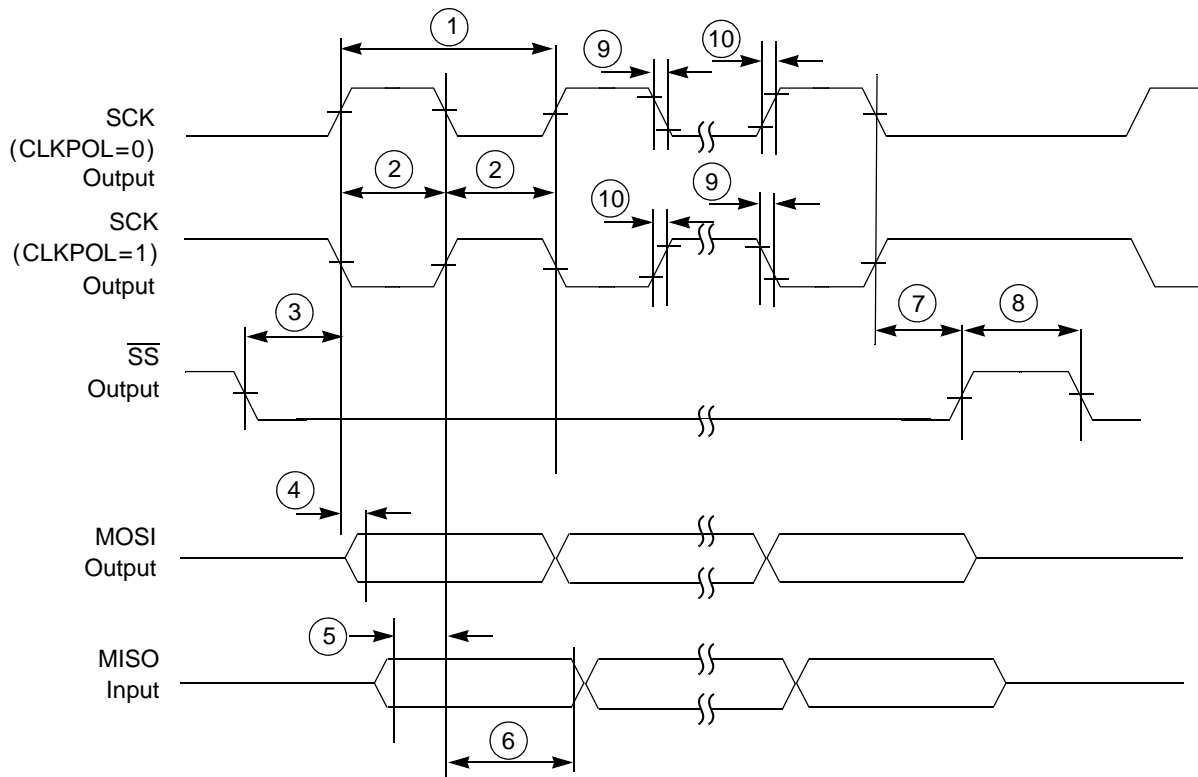 1
9
10
SCK
(CLKPOL=0)
Output
2
2
SCK
(CLKPOL=1)
Output
10
9
3
7
8
SS
Output
4
MOSI
Output
5
MISO
Input
6